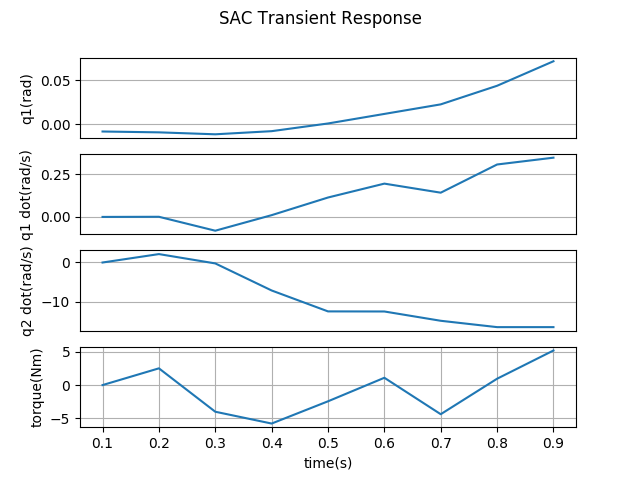 SAC Transient Response
q1(rad)
0.05
0.00
q1 dot(rad/s)
0.25
0.00
q2 dot(rad/s)
0
−10
torque(Nm)
5
0
−5
0.1 0.2 0.3 0.4 0.5 0.6 0.7 0.8 0.9
time(s)